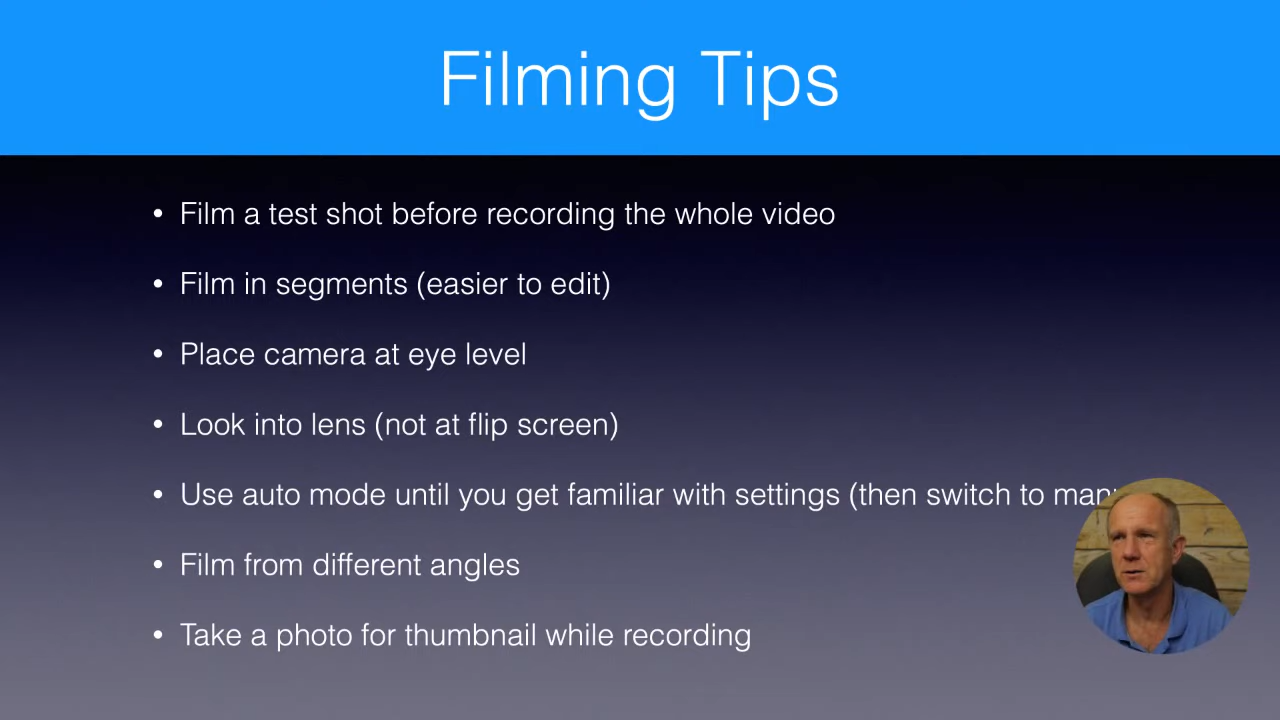 Filming Tips
• Film a test shot before recording the whole video
• Film in segments (easier to edit)
• Place camera at eye level
• Look into lens (not at flip screen)
• Use auto mode until you get familiar with settings (then switch to
• Film from different angles
• Take a photo for thumbnail while recording